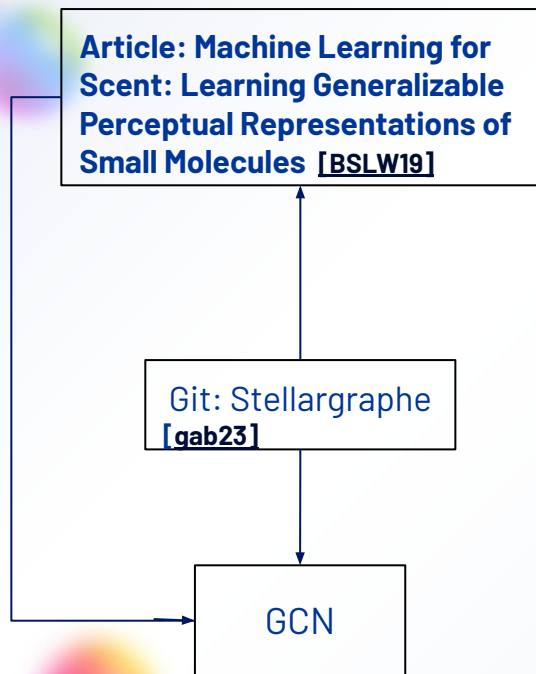 Article: Machine Learning for
Scent: Learning Generalizable
Perceptual Representations of
Small Molecules [BSLW19]
Git: Stellargraphe
[gab23]
GCN